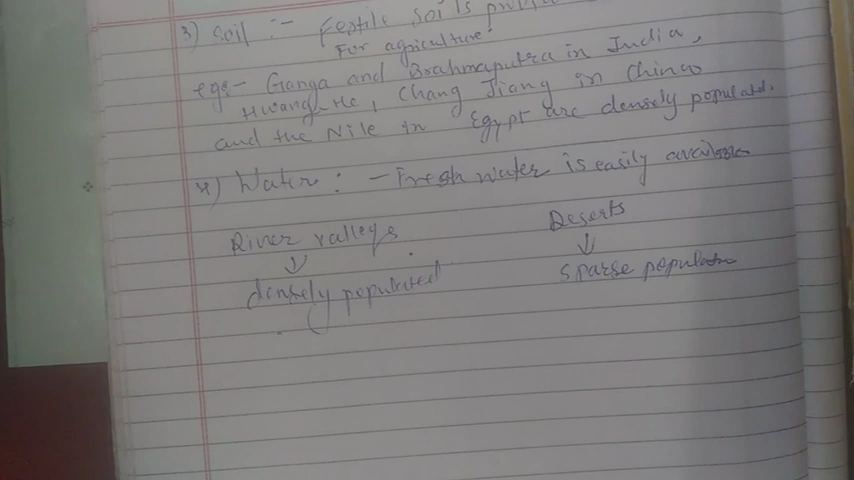 3) Soil :- Fertile soils
For agriculture.
eg:- Ganga and Brahmaputra in India,
Hwang-He, Chang Jiang in China
and the Nile in Egypt are densely populated.
4) Water : - Fresh water is easily available
River valleys
↓
densely populated
Deserts
↓
sparse population